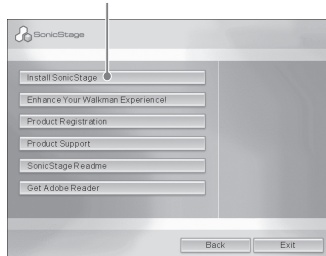 SonicStage
Install SonicStage
Enhance Your Walkman Experience!
Product Registration
Product Support
SonicStage Readme
Get Adobe Reader
Back
Exit